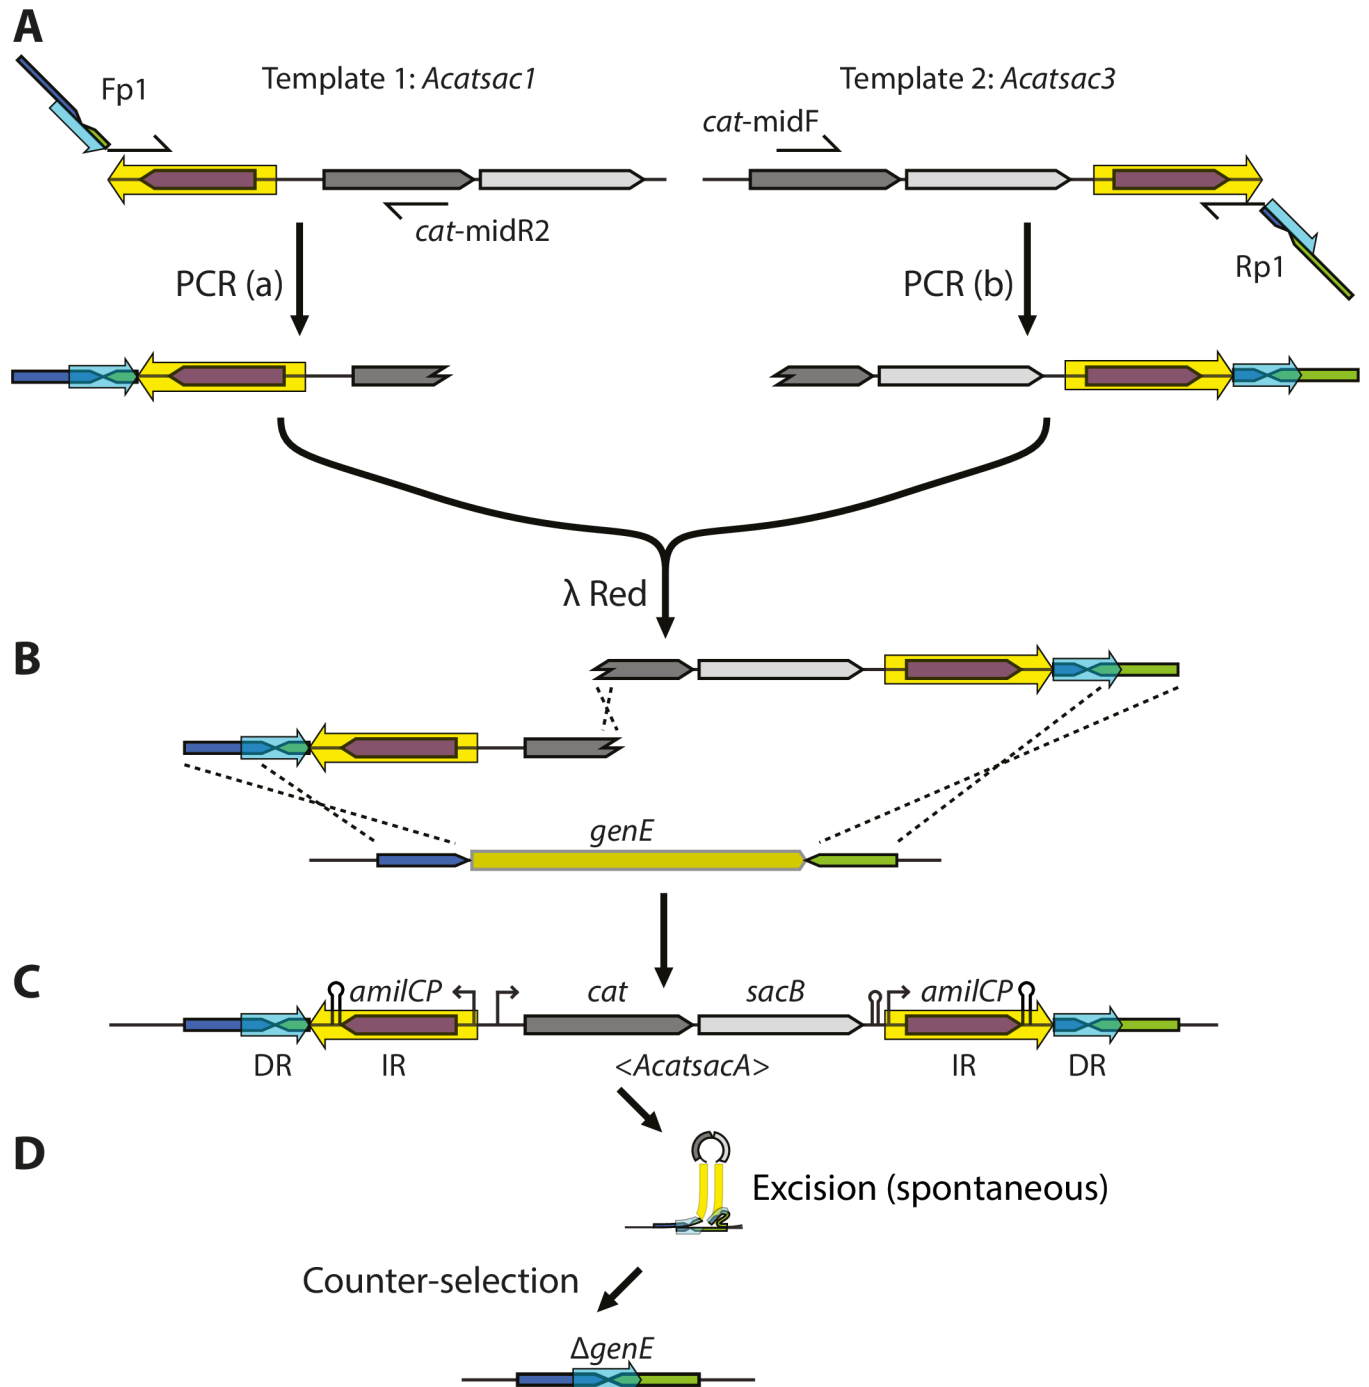 A
Fp1
Template 1: Acatsac1
Template 2: Acatsac3
cat-midF
cat-midR2
Rp1
PCR (a)
PCR (b)
λ Red
B
genE
C
amilCP
cat
sacB
amilCP
DR
IR
<AcatsacA>
IR
DR
D
Excision (spontaneous)
Counter-selection
ΔgenE